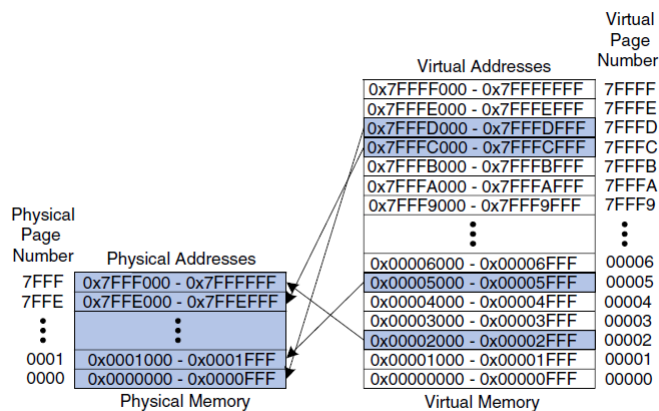 Virtual
Page
Number
Virtual Addresses
0x7FFFF000 - 0x7FFFFFFF 7FFFF
0x7FFFE000 - 0x7FFFEFFF 7FFFE
0x7FFFD000 - 0x7FFFDFFF 7FFFD
0x7FFFC000 - 0x7FFFCFFF 7FFFC
0x7FFFB000 - 0x7FFFBFFF 7FFFB
0x7FFFA000 - 0x7FFFAFFF 7FFFA
0x7FFF9000 - 0x7FFF9FFF 7FFF9
0x00006000 - 0x00006FFF 00006
0x00005000 - 0x00005FFF 00005
0x00004000 - 0x00004FFF 00004
0x00003000 - 0x00003FFF 00003
0x00002000 - 0x00002FFF 00002
0x00001000 - 0x00001FFF 00001
0x00000000 - 0x00000FFF 00000
Virtual Memory
Physical
Page
Number
Physical Addresses
7FFF 0x7FFF000 - 0x7FFFFFF
7FFE 0x7FFE000 - 0x7FFEFFF
0001 0x0001000 - 0x0001FFF
0000 0x0000000 - 0x0000FFF
Physical Memory